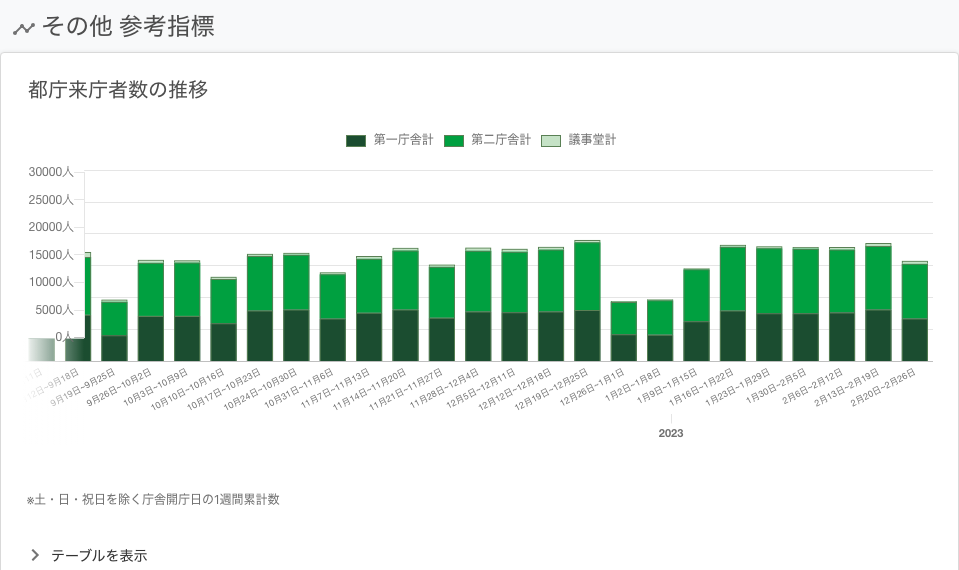 その他 参考指標
都庁来庁者数の推移
第一庁舎計 第二庁舎計 議事堂計
30000人
25000人
20000人
15000人
10000人
5000人
0人
9月19日~9月25日
9月26日~10月2日
10月3日~10月9日
10月10日~10月16日
10月17日~10月23日
10月24日~10月30日
10月31日~11月6日
11月7日~11月13日
11月14日~11月20日
11月21日~11月27日
11月28日~12月4日
12月5日~12月11日
12月12日~12月18日
12月19日~12月25日
12月26日~1月1日
1月2日~1月8日
1月9日~1月15日
1月16日~1月22日
1月23日~1月29日
1月30日~2月5日
2月6日~2月12日
2月13日~2月19日
2月20日~2月26日
2023
※土・日・祝日を除く庁舎開庁日の1週間累計数
テーブルを表示